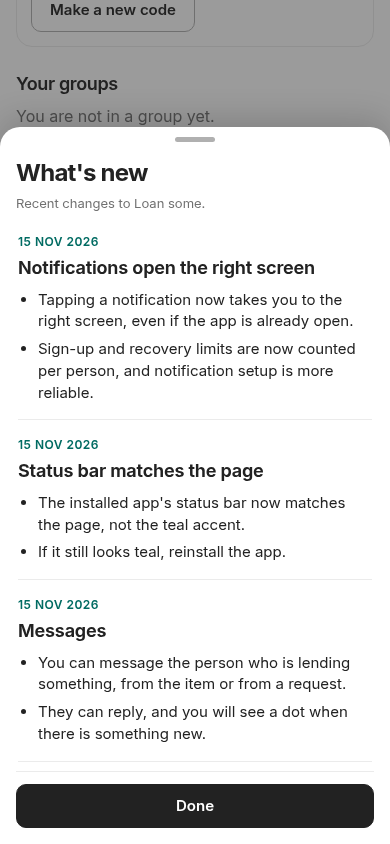 Make a new code
Your groups
You are not in a group yet.
What's new
Recent changes to Loan some.
15 NOV 2026
Notifications open the right screen
• Tapping a notification now takes you to the
right screen, even if the app is already open.
• Sign-up and recovery limits are now counted
per person, and notification setup is more
reliable.
15 NOV 2026
Status bar matches the page
• The installed app's status bar now matches
the page, not the teal accent.
• If it still looks teal, reinstall the app.
15 NOV 2026
Messages
• You can message the person who is lending
something, from the item or from a request.
• They can reply, and you will see a dot when
there is something new.
Done